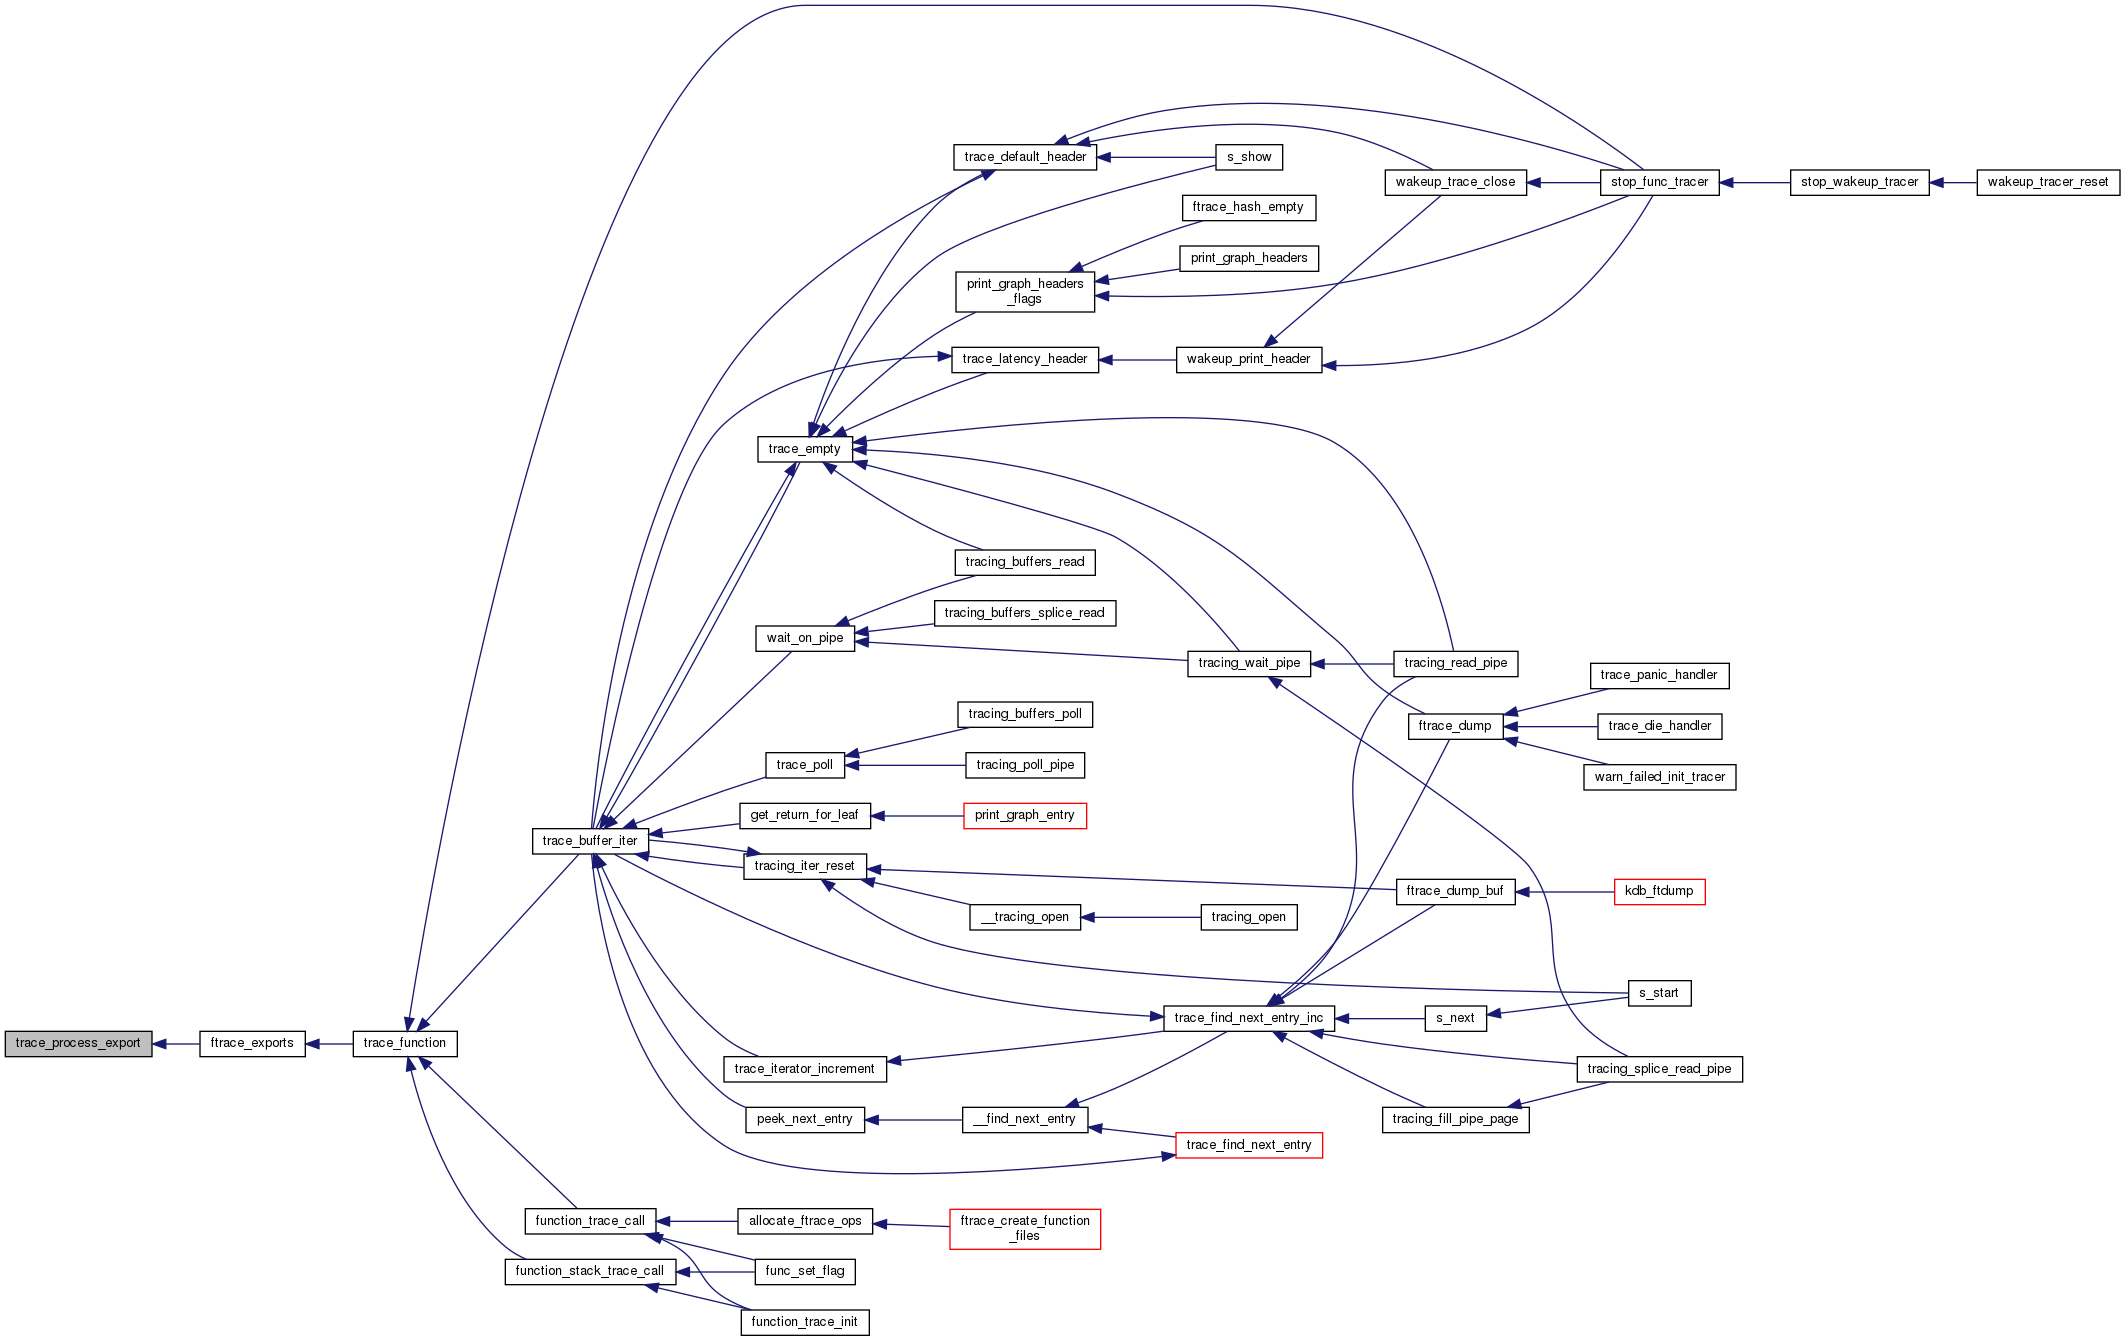 trace_default_header
s_show
wakeup_trace_close
stop_func_tracer
stop_wakeup_tracer
wakeup_tracer_reset
ftrace_hash_empty
print_graph_headers
print_graph_headers
_flags
trace_latency_header
wakeup_print_header
trace_empty
tracing_buffers_read
tracing_buffers_splice_read
wait_on_pipe
tracing_wait_pipe
tracing_read_pipe
trace_panic_handler
tracing_buffers_poll
ftrace_dump
trace_die_handler
trace_poll
tracing_poll_pipe
warn_failed_init_tracer
get_return_for_leaf
print_graph_entry
trace_buffer_iter
tracing_iter_reset
ftrace_dump_buf
kdb_ftdump
__tracing_open
tracing_open
s_start
trace_find_next_entry_inc
s_next
trace_process_export
ftrace_exports
trace_function
trace_iterator_increment
tracing_splice_read_pipe
peek_next_entry
__find_next_entry
tracing_fill_pipe_page
trace_find_next_entry
function_trace_call
allocate_ftrace_ops
ftrace_create_function
_files
function_stack_trace_call
func_set_flag
function_trace_init